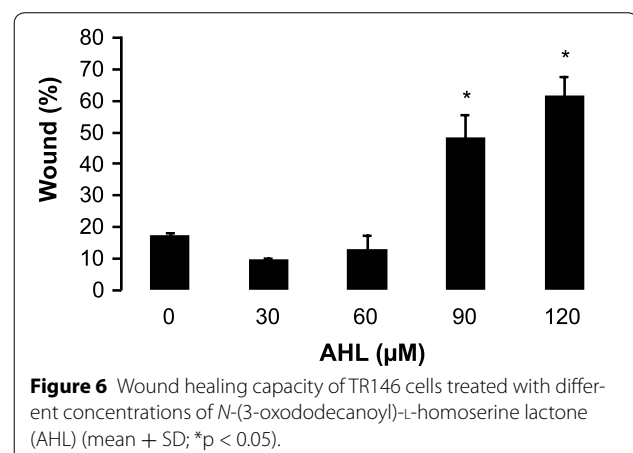 80
70
60
50
40
30
20
10
0
Wound (%)
* *
0 30 60 90 120
AHL (µM)
Figure 6 Wound healing capacity of TR146 cells treated with differ-
ent concentrations of N-(3-oxododecanoyl)-L-homoserine lactone
(AHL) (mean + SD; *p < 0.05).